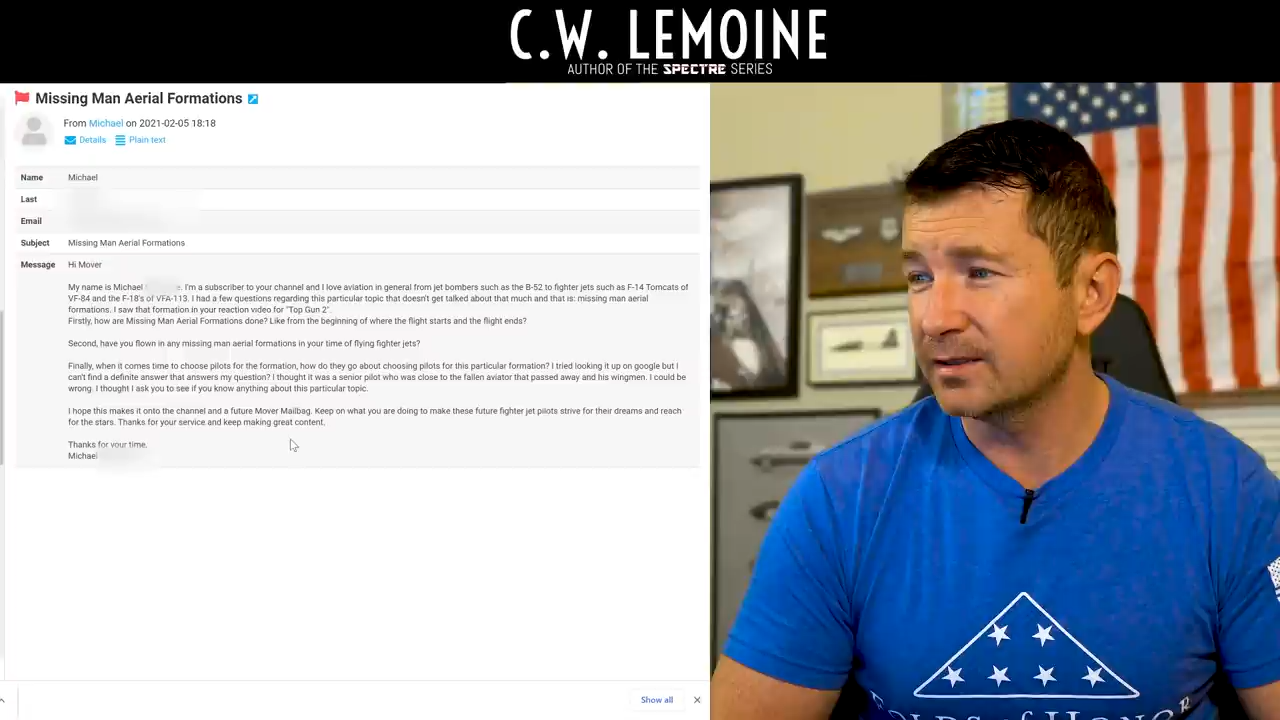 C.W. LEMOINE
AUTHOR OF THE SPECTRE SERIES
Missing Man Aerial Formations
From Michael on 2021-02-05 18:18
Details Plain text
Name Michael
Last
Email
Subject Missing Man Aerial Formations
Message Hi Mover
My name is Michael . I'm a subscriber to your channel and I love aviation in general from jet bombers such as the B-52 to fighter jets such as F-14 Tomcats of
VF-84 and the F-18's of VFA-113. I had a few questions regarding this particular topic that doesn't get talked about that much and that is: missing man aerial
formations. I saw that formation in your reaction video for "Top Gun 2".
Firstly, how are Missing Man Aerial Formations done? Like from the beginning of where the flight starts and the flight ends?
Second, have you flown in any missing man aerial formations in your time of flying fighter jets?
Finally, when it comes time to choose pilots for the formation, how do they go about choosing pilots for this particular formation? I tried looking it up on google but I
can't find a definite answer that answers my question? I thought it was a senior pilot who was close to the fallen aviator that passed away and his wingmen. I could be
wrong. I thought I ask you to see if you know anything about this particular topic.
I hope this makes it onto the channel and a future Mover Mailbag. Keep on what you are doing to make these future fighter jet pilots strive for their dreams and reach
for the stars. Thanks for your service and keep making great content.
Thanks for your time.
Michael
Show all
FOLDS of HONOR